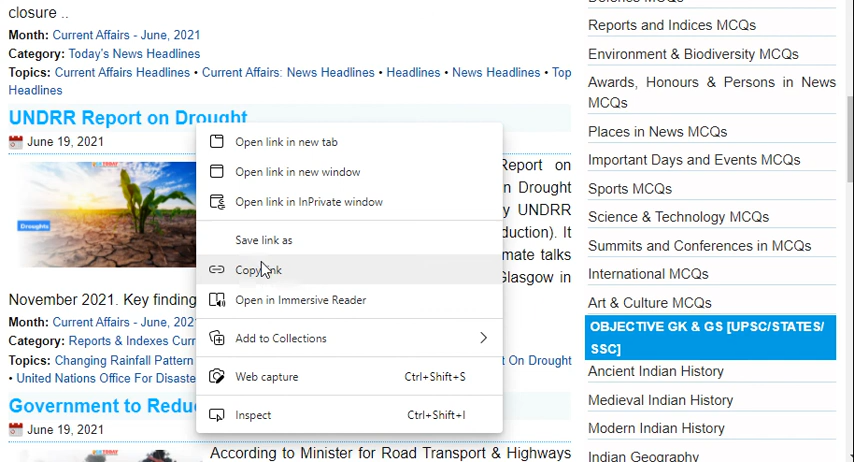 closure ..
Month: Current Affairs - June, 2021
Category: Today's News Headlines
Topics: Current Affairs Headlines • Current Affairs: News Headlines • Headlines • News Headlines • Top
Headlines
UNDRR Report on Drought
June 19, 2021
Droughts
Report on
n Drought
y UNDRR
duction). It
mate talks
Glasgow in
November 2021. Key finding
Month: Current Affairs - June, 202
Category: Reports & Indexes Curr
Topics: Changing Rainfall Pattern
t On Drought
• United Nations Office For Disaste
Government to Redu
June 19, 2021
According to Minister for Road Transport & Highways
Open link in new tab
Open link in new window
Open link in InPrivate window
Save link as
Copy link
Open in Immersive Reader
Add to Collections
Web capture Ctrl+Shift+S
Inspect Ctrl+Shift+I
Reports and Indices MCQs
Environment & Biodiversity MCQs
Awards, Honours & Persons in News
MCQs
Places in News MCQs
Important Days and Events MCQs
Sports MCQs
Science & Technology MCQs
Summits and Conferences in MCQs
International MCQs
Art & Culture MCQs
OBJECTIVE GK & GS [UPSC/STATES/
SSC]
Ancient Indian History
Medieval Indian History
Modern Indian History
Indian Geography